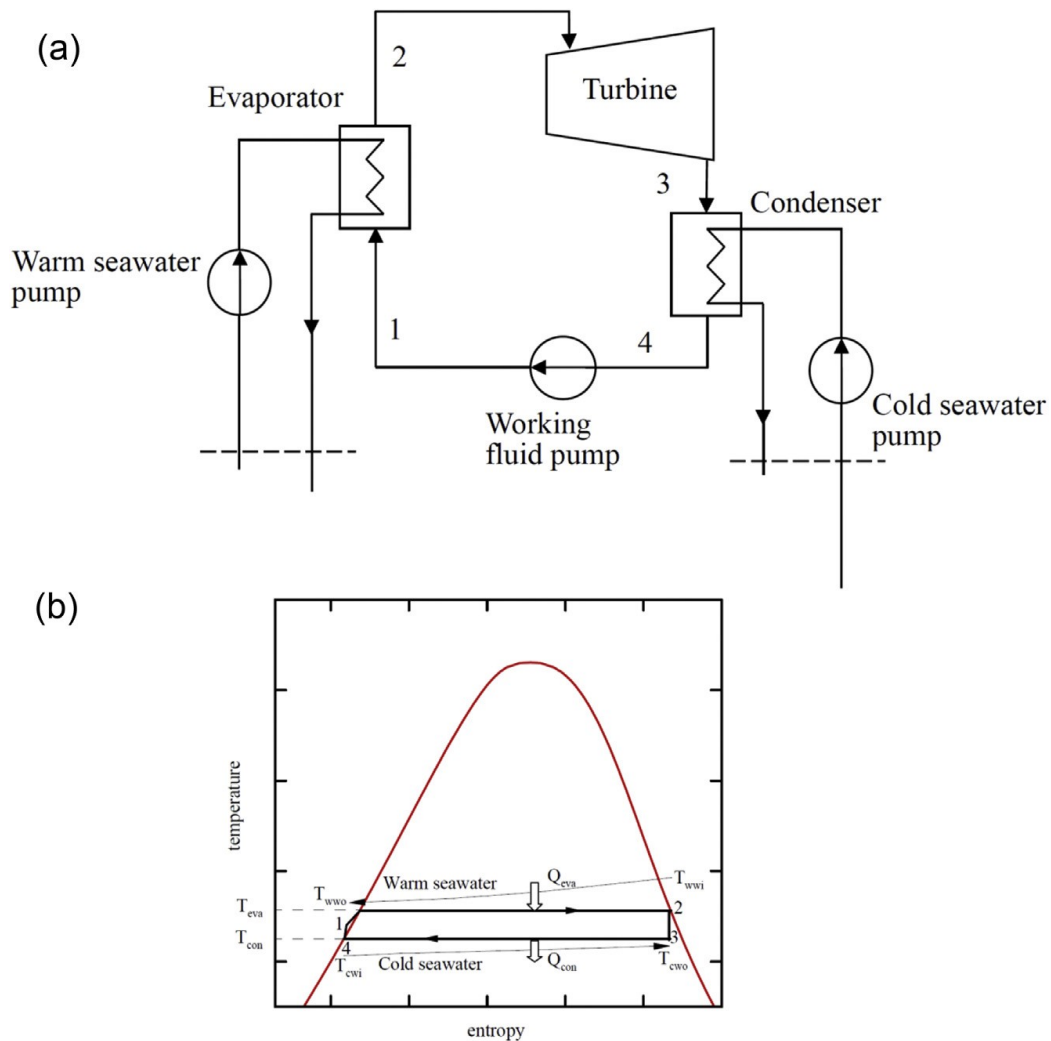 (a)
2
Evaporator
Turbine
3
Condenser
Warm seawater
pump
1
4
Working
fluid pump
Cold seawater
pump
(b)
temperature
Warm seawater
Q_eva
T_wwi
T_wwo
T_eva
2
1
T_con
3
4
T_cwi
Cold seawater
Q_con
T_cwo
entropy